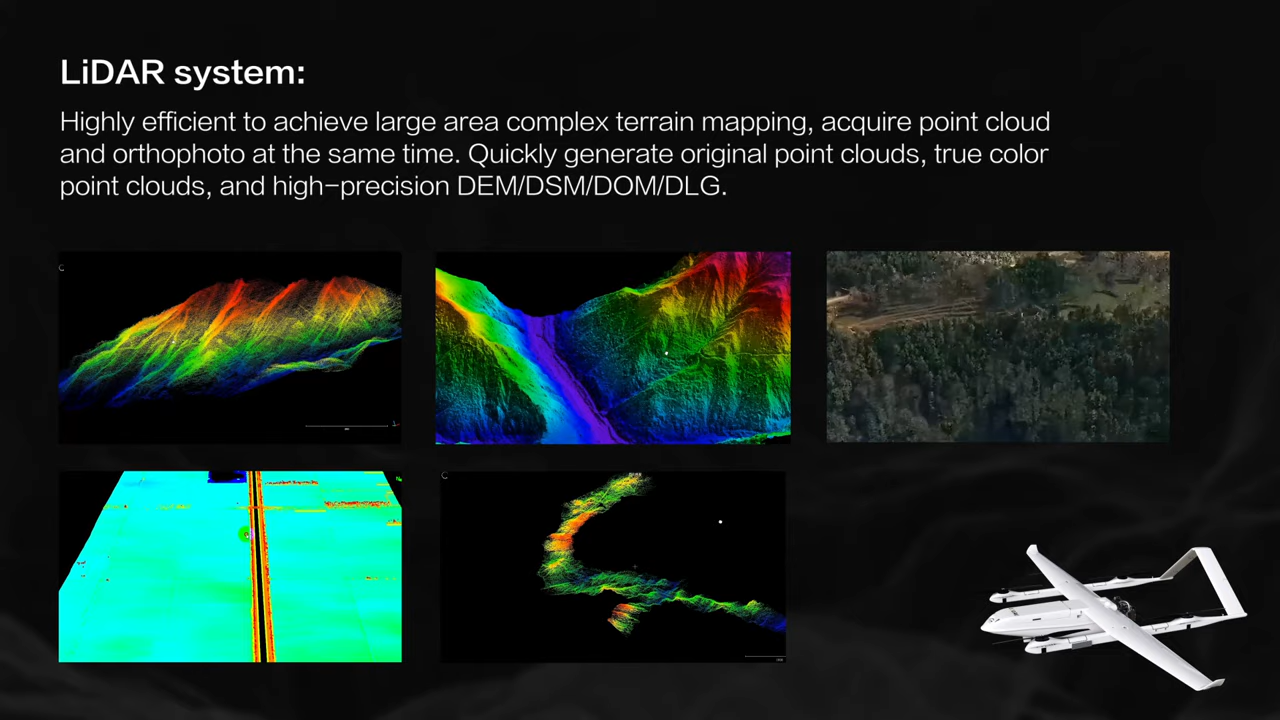 LiDAR system:
Highly efficient to achieve large area complex terrain mapping, acquire point cloud
and orthophoto at the same time. Quickly generate original point clouds, true color
point clouds, and high-precision DEM/DSM/DOM/DLG.